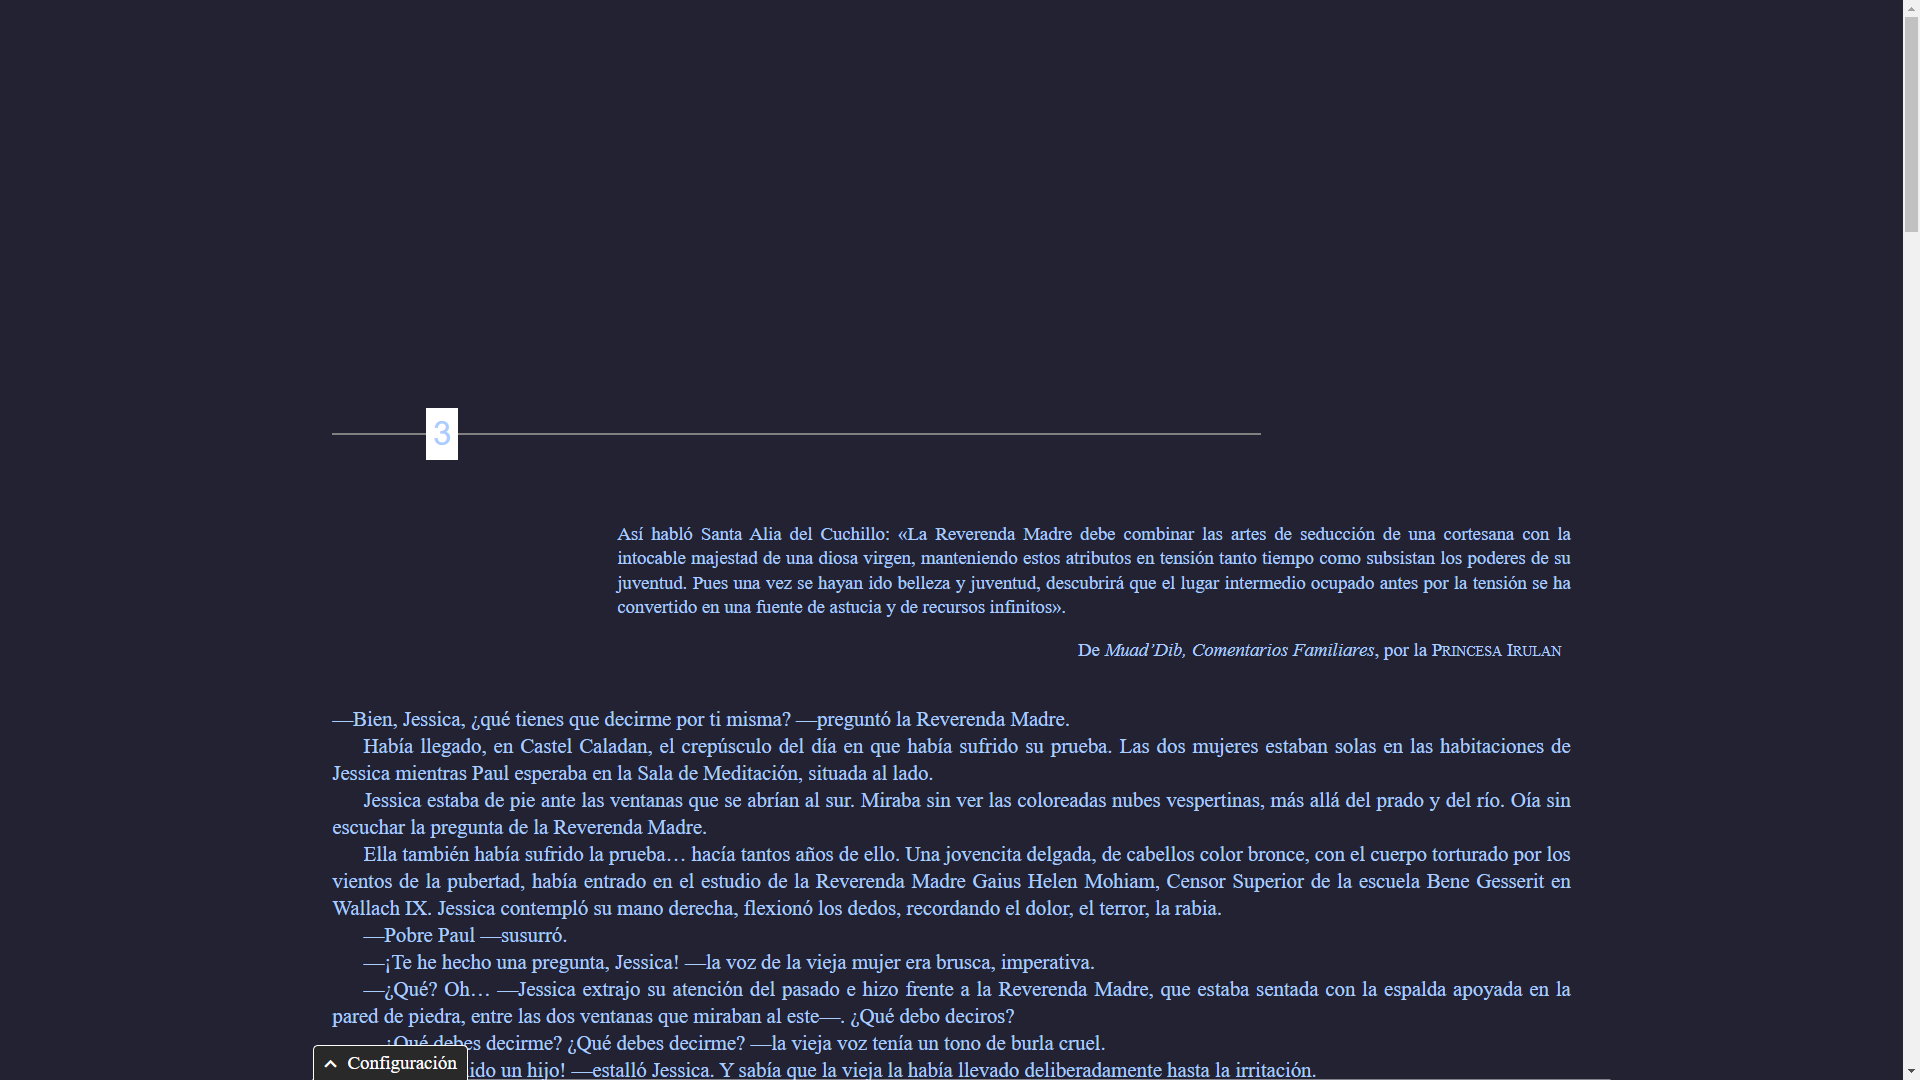 3
Así habló Santa Alia del Cuchillo: «La Reverenda Madre debe combinar las artes de seducción de una cortesana con la
intocable majestad de una diosa virgen, manteniendo estos atributos en tensión tanto tiempo como subsistan los poderes de su
juventud. Pues una vez se hayan ido belleza y juventud, descubrirá que el lugar intermedio ocupado antes por la tensión se ha
convertido en una fuente de astucia y de recursos infinitos».
De Muad’Dib, Comentarios Familiares, por la PRINCESA IRULAN
—Bien, Jessica, ¿qué tienes que decirme por ti misma? —preguntó la Reverenda Madre.
Había llegado, en Castel Caladan, el crepúsculo del día en que había sufrido su prueba. Las dos mujeres estaban solas en las habitaciones de
Jessica mientras Paul esperaba en la Sala de Meditación, situada al lado.
Jessica estaba de pie ante las ventanas que se abrían al sur. Miraba sin ver las coloreadas nubes vespertinas, más allá del prado y del río. Oía sin
escuchar la pregunta de la Reverenda Madre.
Ella también había sufrido la prueba… hacía tantos años de ello. Una jovencita delgada, de cabellos color bronce, con el cuerpo torturado por los
vientos de la pubertad, había entrado en el estudio de la Reverenda Madre Gaius Helen Mohiam, Censor Superior de la escuela Bene Gesserit en
Wallach IX. Jessica contempló su mano derecha, flexionó los dedos, recordando el dolor, el terror, la rabia.
—Pobre Paul —susurró.
—¡Te he hecho una pregunta, Jessica! —la voz de la vieja mujer era brusca, imperativa.
—¿Qué? Oh… —Jessica extrajo su atención del pasado e hizo frente a la Reverenda Madre, que estaba sentada con la espalda apoyada en la
pared de piedra, entre las dos ventanas que miraban al este—. ¿Qué debo deciros?
¿Qué debes decirme? ¿Qué debes decirme? —la vieja voz tenía un tono de burla cruel.
un hijo! —estalló Jessica. Y sabía que la vieja la había llevado deliberadamente hasta la irritación.
Configuración